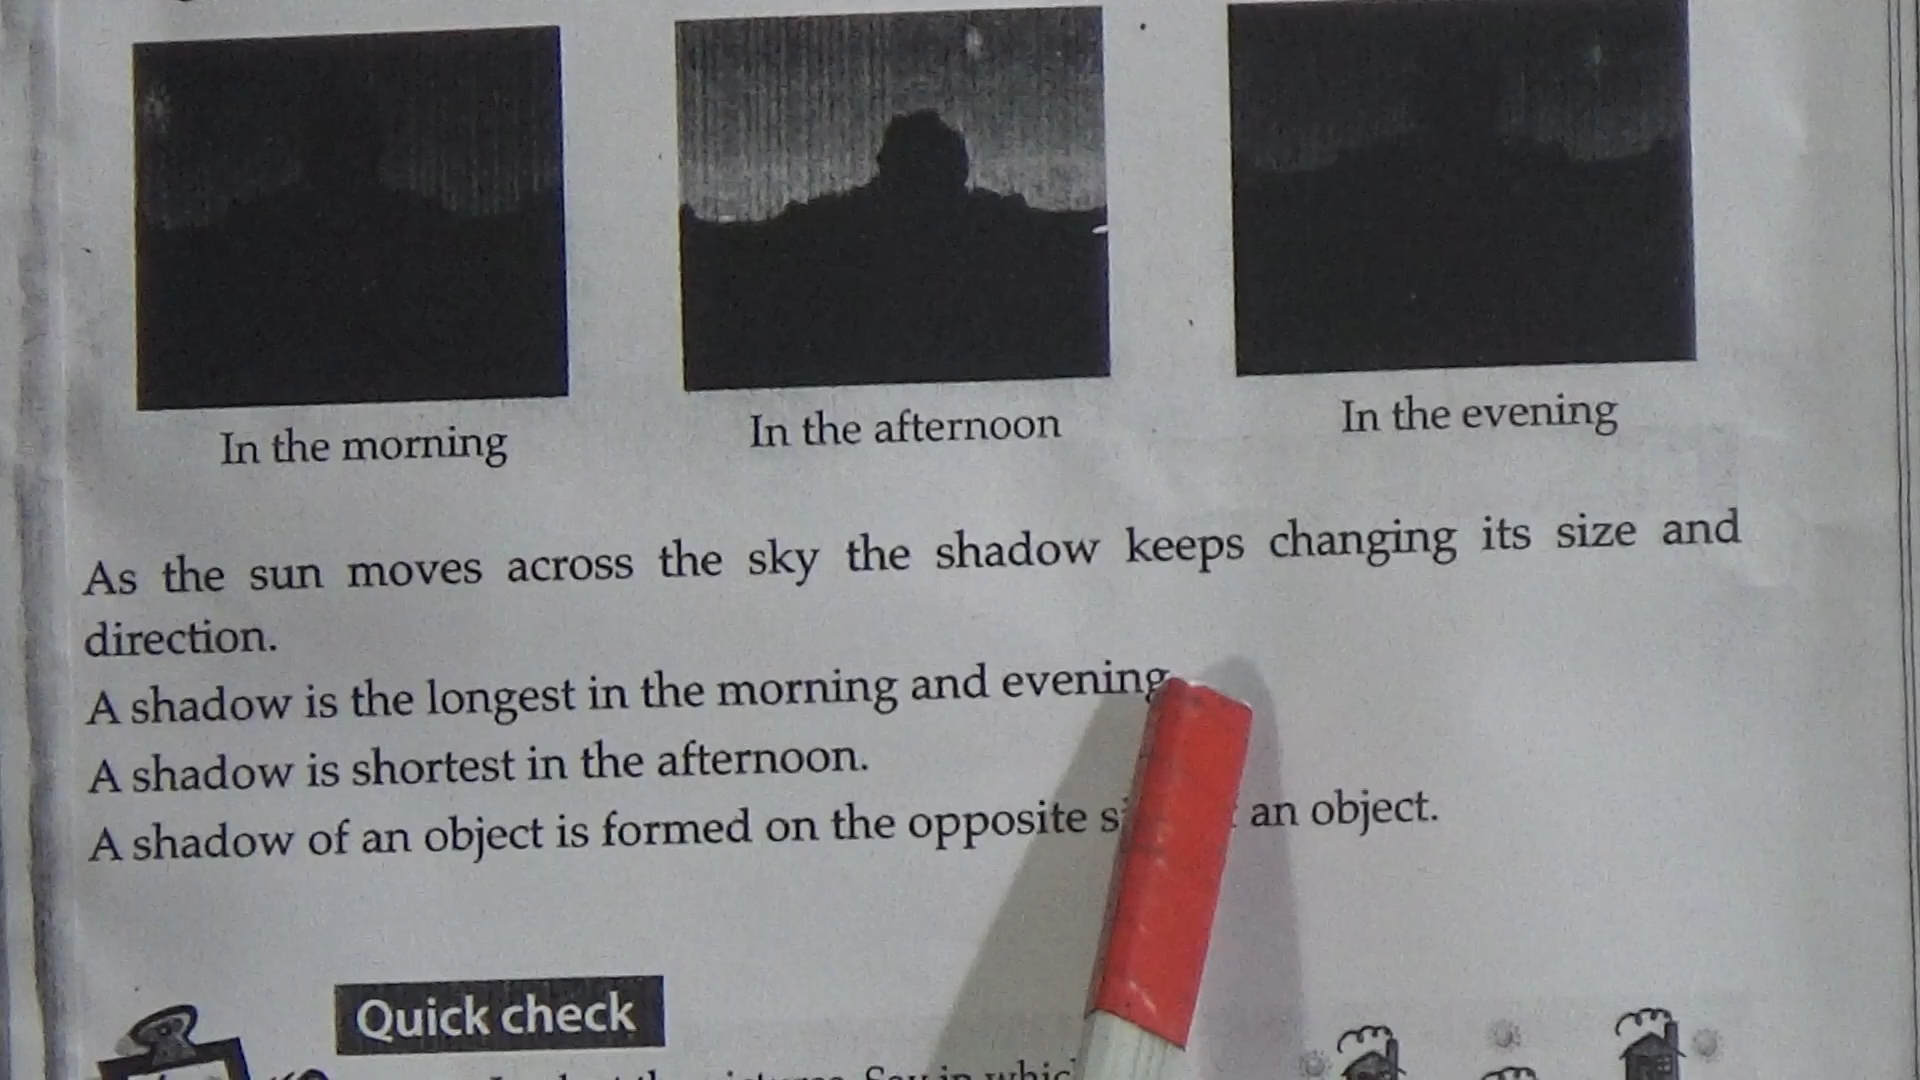 In the morning
In the afternoon
In the evening
As the sun moves across the sky the shadow keeps changing its size and
direction.
A shadow is the longest in the morning and evening
A shadow is shortest in the afternoon.
A shadow of an object is formed on the opposite an object.
Quick check